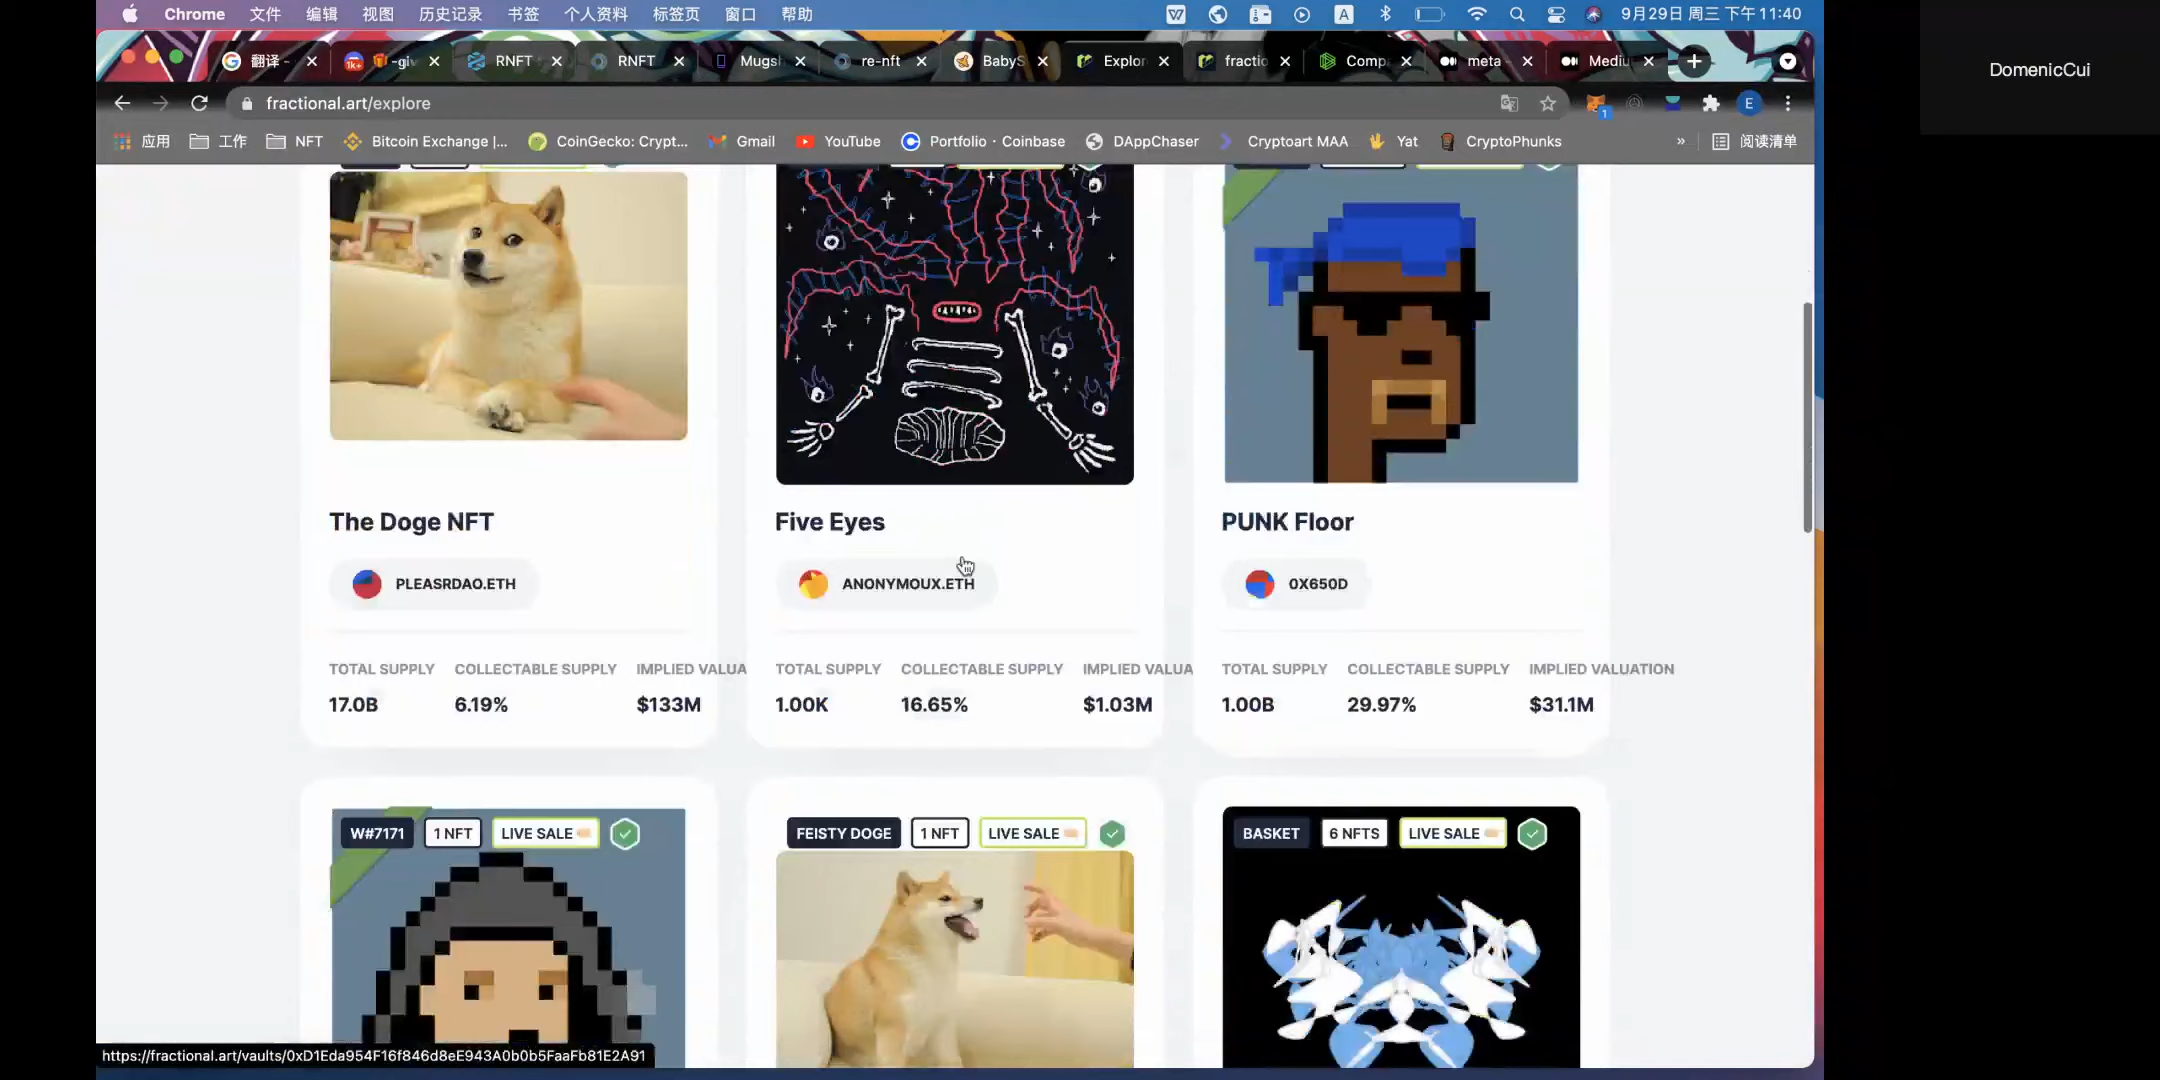 Chrome 文件 编辑 视图 历史记录 书签 个人资料 标签页 窗口 帮助 9月29日 周三 下午11:40
DomenicCui
翻译 - -giv RNFT RNFT Mugsl re-nft BabyS Explor fractio Comp meta - Mediu
fractional.art/explore
应用 工作 NFT Bitcoin Exchange |... CoinGecko: Crypt... Gmail YouTube Portfolio · Coinbase DAppChaser Cryptoart MAA Yat CryptoPhunks » 阅读清单
The Doge NFT
PLEASRDAO.ETH
TOTAL SUPPLY COLLECTABLE SUPPLY IMPLIED VALUA
17.0B 6.19% $133M
Five Eyes
ANONYMOUX.ETH
TOTAL SUPPLY COLLECTABLE SUPPLY IMPLIED VALUA
1.00K 16.65% $1.03M
PUNK Floor
0X650D
TOTAL SUPPLY COLLECTABLE SUPPLY IMPLIED VALUATION
1.00B 29.97% $31.1M
W#7171 1 NFT LIVE SALE
FEISTY DOGE 1 NFT LIVE SALE
BASKET 6 NFTS LIVE SALE
https://fractional.art/vaults/0xD1Eda954F16f846d8eE943A0b0b5FaaFb81E2A91